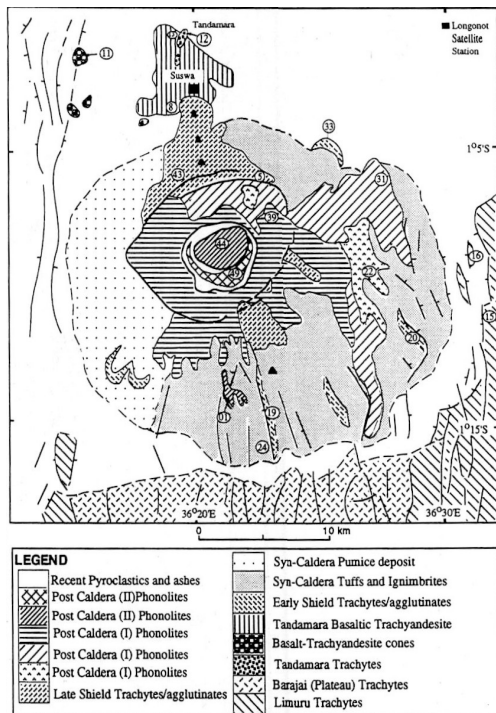 Tandamara
Longonot
Satellite
Station
11
12
Suswa
8
33
1°5'S
43
5
31
39
44
49
22
16
15
20
01
19
24
1°15'S
36°20'E
36°30'E
0 10 km
LEGEND
Recent Pyroclastics and ashes
Post Caldera (II)Phonolites
Post Caldera (II) Phonolites
Post Caldera (I) Phonolites
Post Caldera (I) Phonolites
Post Caldera (I) Phonolites
Late Shield Trachytes/agglutinates
Syn-Caldera Pumice deposit
Syn-Caldera Tuffs and Ignimbrites
Early Shield Trachytes/agglutinates
Tandamara Basaltic Trachyandesite
Basalt-Trachyandesite cones
Tandamara Trachytes
Barajai (Plateau) Trachytes
Limuru Trachytes